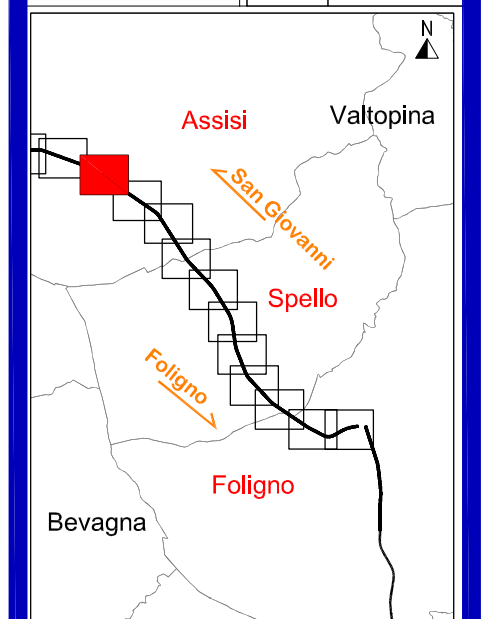 N
Valtopina
Assisi
San Giovanni
Spello
Foligno
Foligno
Bevagna